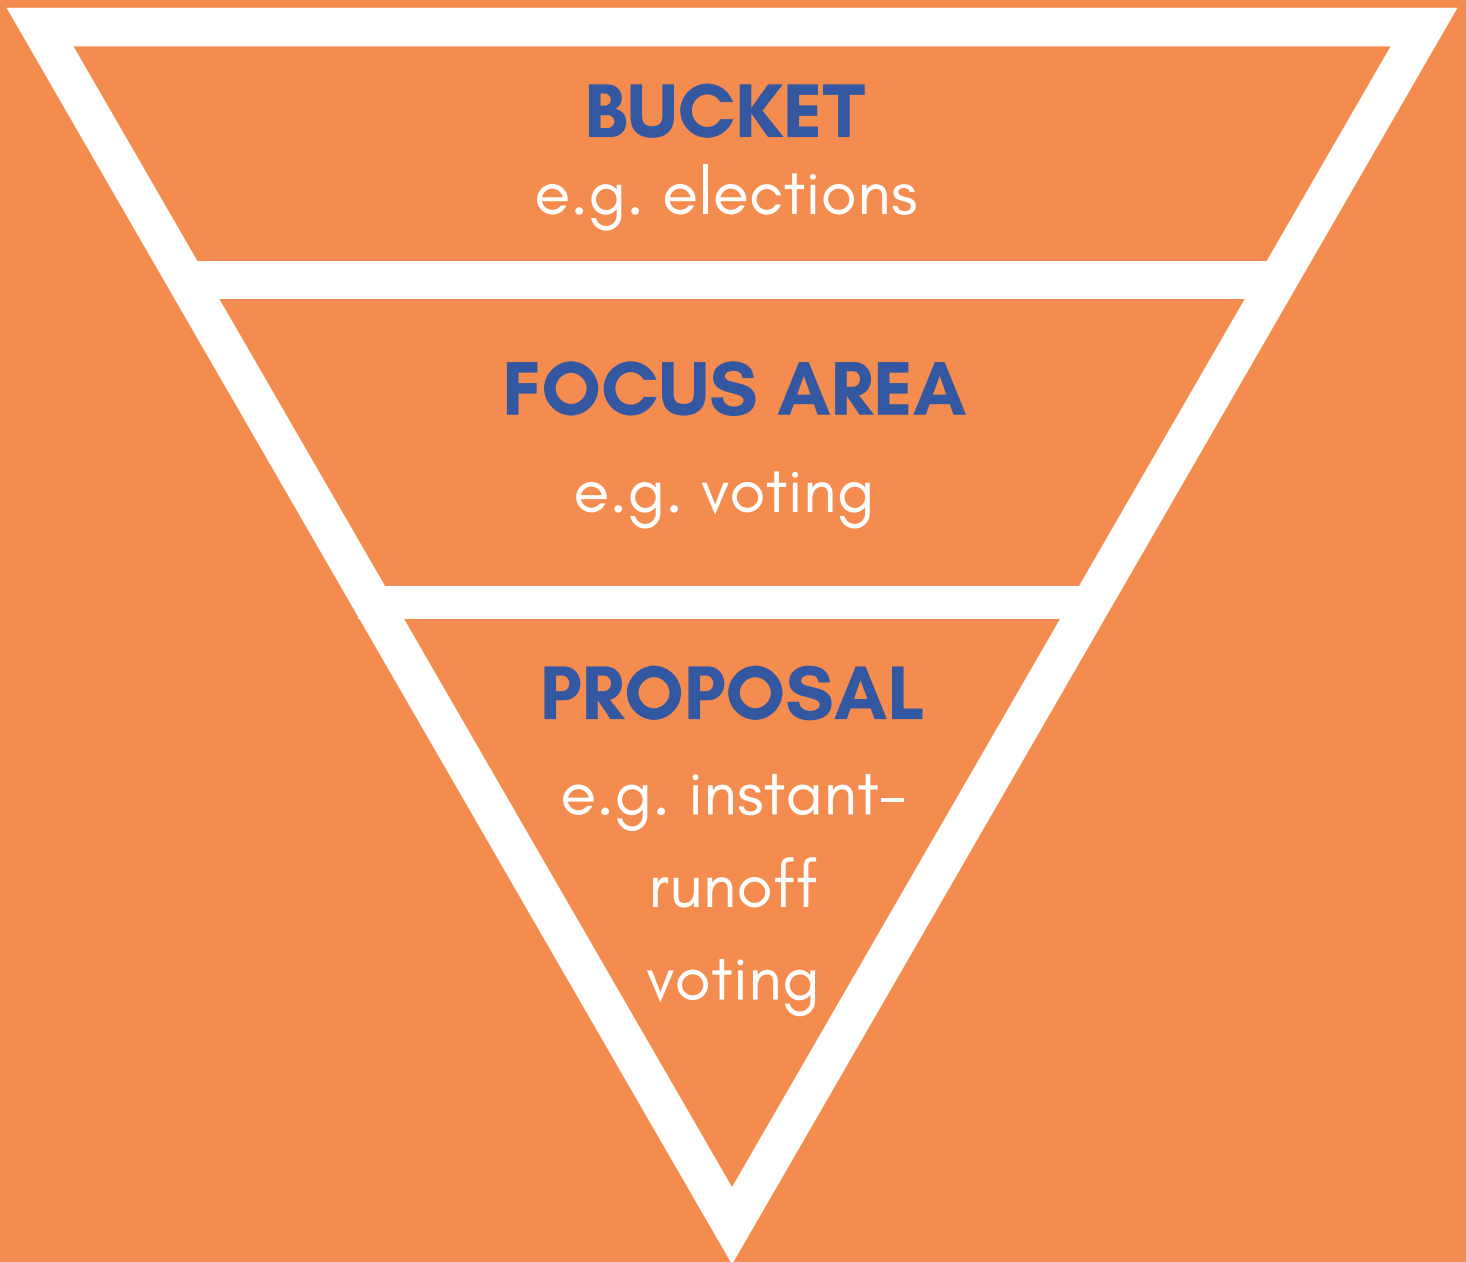 BUCKET
e.g. elections
FOCUS AREA
e.g. voting
PROPOSAL
e.g. instant-
runoff
voting